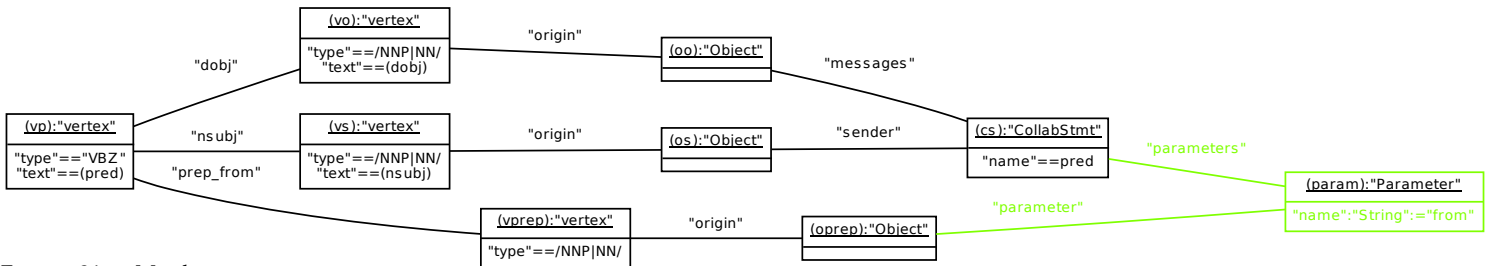 (vo):"vertex"
"type"==/NNP|NN/
"text"==(dobj)
"origin"
(oo):"Object"
"dobj"
"messages"
(vp):"vertex"
"type"=="VBZ"
"text"==(pred)
"nsubj"
(vs):"vertex"
"type"==/NNP|NN/
"text"==(nsubj)
"origin"
(os):"Object"
"sender"
(cs):"CollabStmt"
"name"==pred
"parameters"
"prep_from"
(param):"Parameter"
"name":"String":="from"
(vprep):"vertex"
"type"==/NNP|NN/
"origin"
(oprep):"Object"
"parameter"